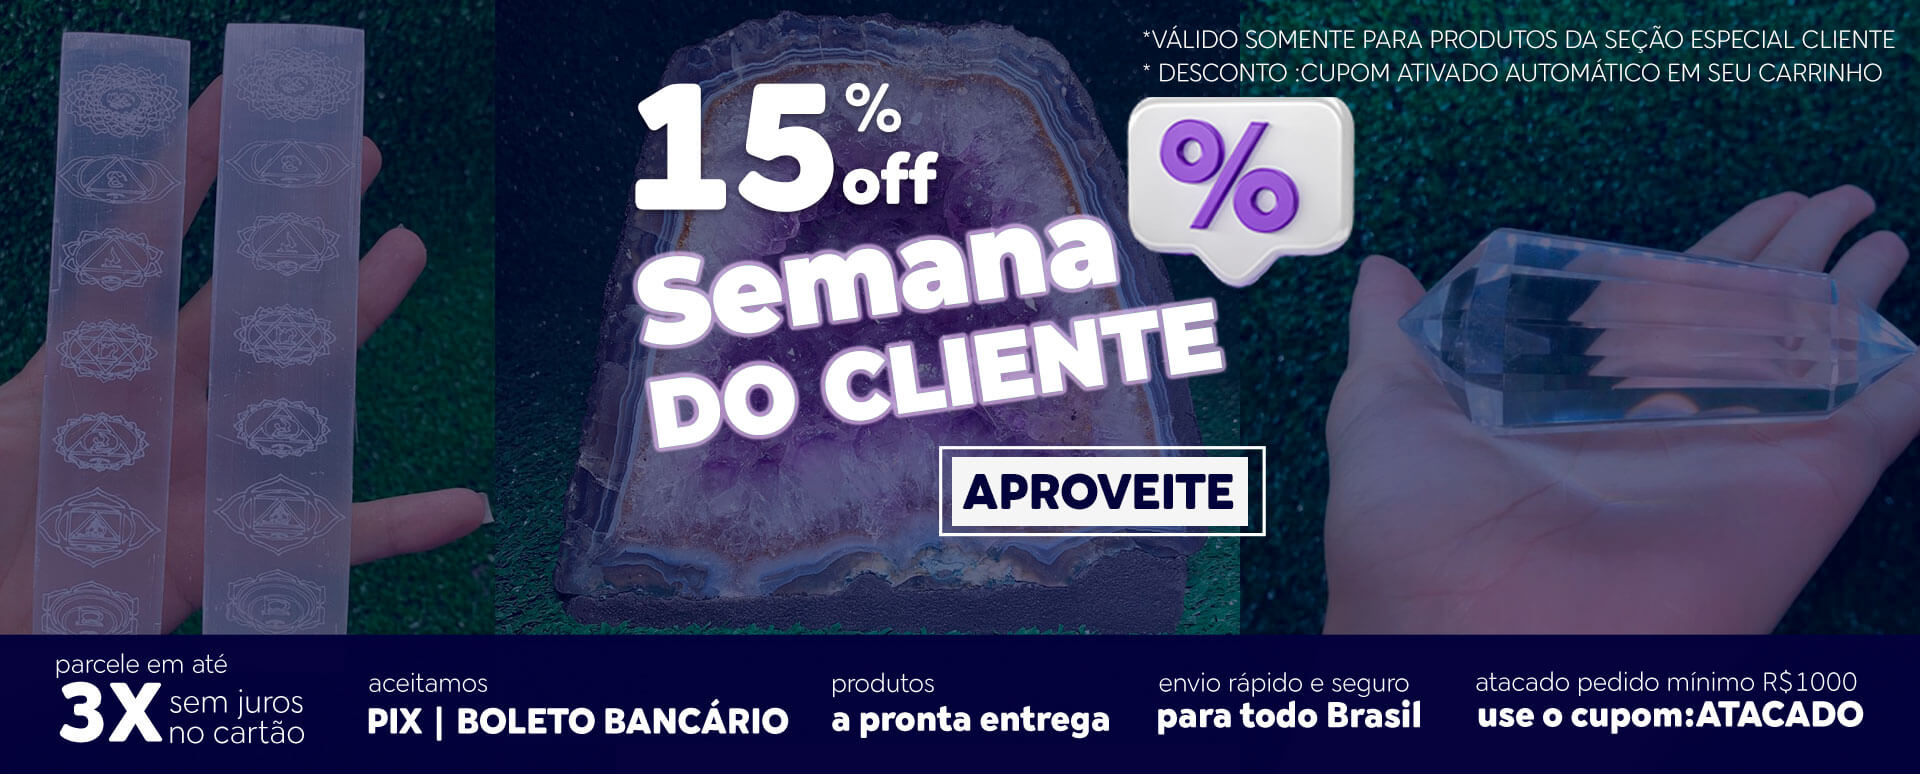 *VÁLIDO SOMENTE PARA PRODUTOS DA SEÇÃO ESPECIAL CLIENTE
* DESCONTO :CUPOM ATIVADO AUTOMÁTICO EM SEU CARRINHO
15% off
%
Semana
DO CLIENTE
APROVEITE
parcele em até
3X sem juros
no cartão
aceitamos
PIX | BOLETO BANCÁRIO
produtos
a pronta entrega
envio rápido e seguro
para todo Brasil
atacado pedido mínimo R$1000
use o cupom:ATACADO